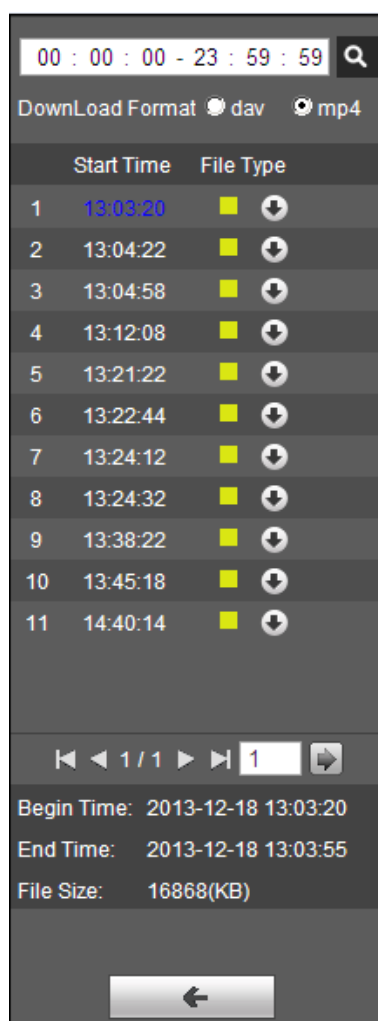 00 : 00 : 00 - 23 : 59 : 59
DownLoad Format dav mp4
Start Time File Type
1 13:03:20
2 13:04:22
3 13:04:58
4 13:12:08
5 13:21:22
6 13:22:44
7 13:24:12
8 13:24:32
9 13:38:22
10 13:45:18
11 14:40:14
1 / 1 1
Begin Time: 2013-12-18 13:03:20
End Time: 2013-12-18 13:03:55
File Size: 16868(KB)